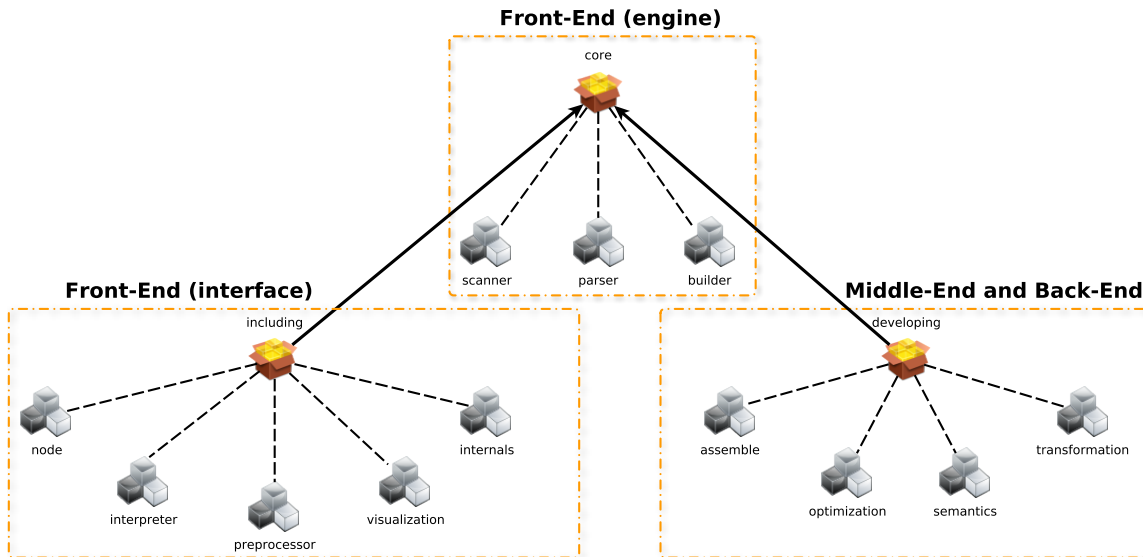 Front-End (engine)
core
scanner
parser
builder
Front-End (interface)
including
node
interpreter
preprocessor
visualization
internals
Middle-End and Back-End
developing
assemble
optimization
semantics
transformation